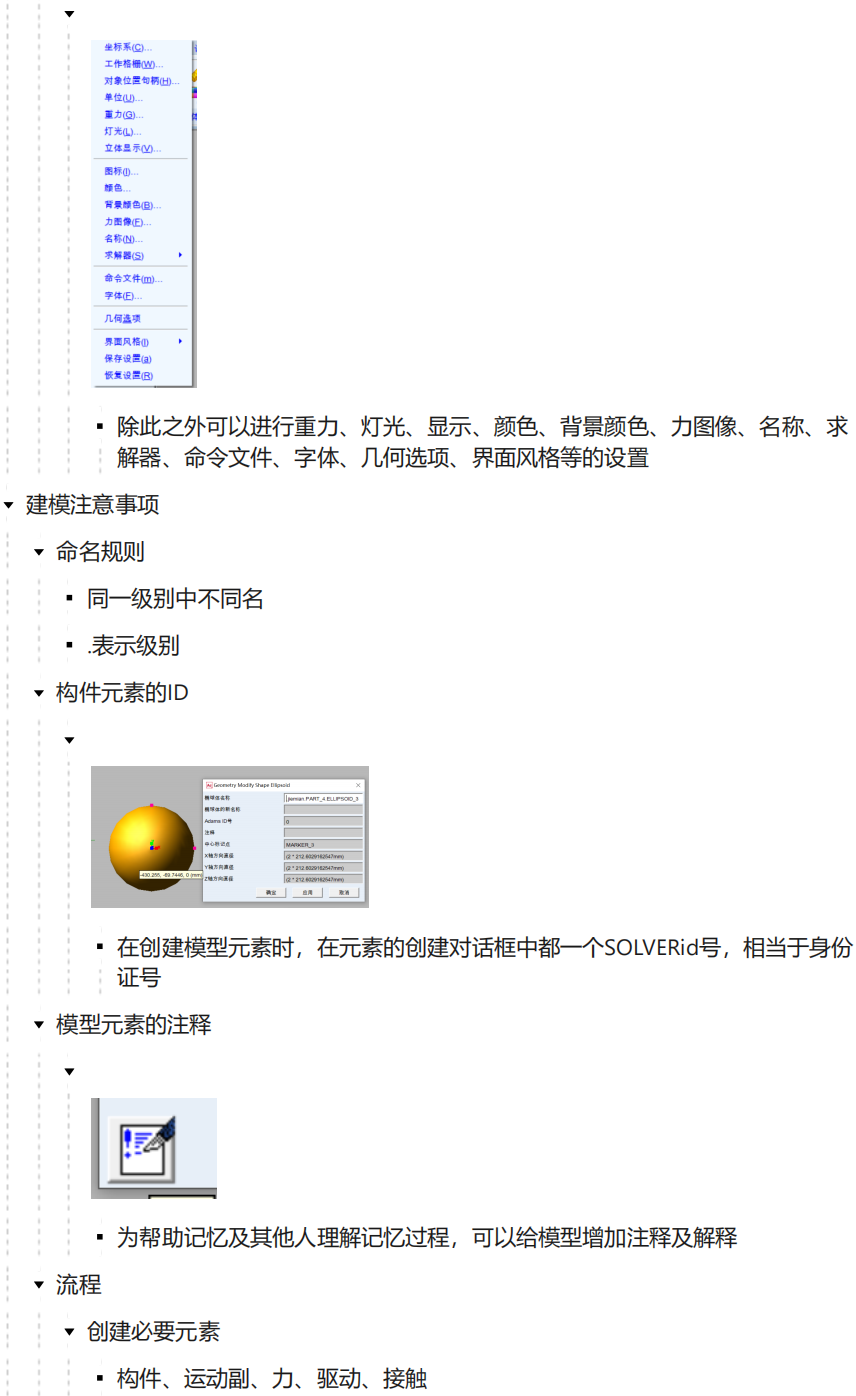 坐标系(C)...
工作格栅(W)...
对象位置句柄(H)...
单位(U)...
重力(G)...
灯光(L)...
立体显示(V)...
图标(I)...
颜色...
背景颜色(B)...
力图像(F)...
名称(N)...
求解器(S)
命令文件(m)...
字体(F)...
几何选项
界面风格(I)
保存设置(a)
恢复设置(R)
除此之外可以进行重力、灯光、显示、颜色、背景颜色、力图像、名称、求
解器、命令文件、字体、几何选项、界面风格等的设置
建模注意事项
命名规则
同一级别中不同名
.表示级别
构件元素的ID
Geometry Modify Shape Ellipsoid
椭球体名称 .jiemian.PART_4.ELLIPSOID_3
椭球体的新名称
Adams ID号 0
注释
中心标记点 MARKER_3
X轴方向直径 (2 * 212.6029162547mm)
Y轴方向直径 (2 * 212.6029162547mm)
Z轴方向直径 (2 * 212.6029162547mm)
-400.255, -69.7446, 0 (mm)
确定 应用 取消
在创建模型元素时，在元素的创建对话框中都一个SOLVERid号，相当于身份
证号
模型元素的注释
为帮助记忆及其他人理解记忆过程，可以给模型增加注释及解释
流程
创建必要元素
构件、运动副、力、驱动、接触